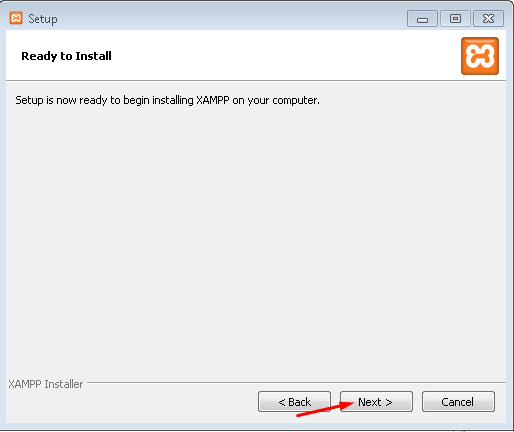 Setup
Ready to Install
Setup is now ready to begin installing XAMPP on your computer.
XAMPP Installer
< Back
Next >
Cancel